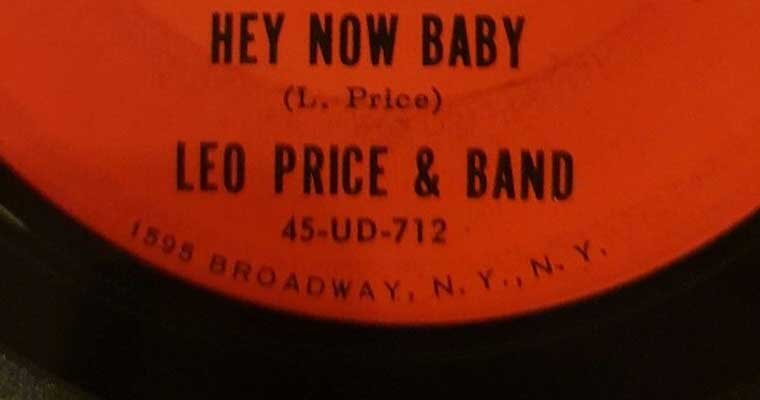 HEY NOW BABY
(L. Price)
LEO PRICE & BAND
45-UD-712
1595 BROADWAY, N. Y., N. Y.